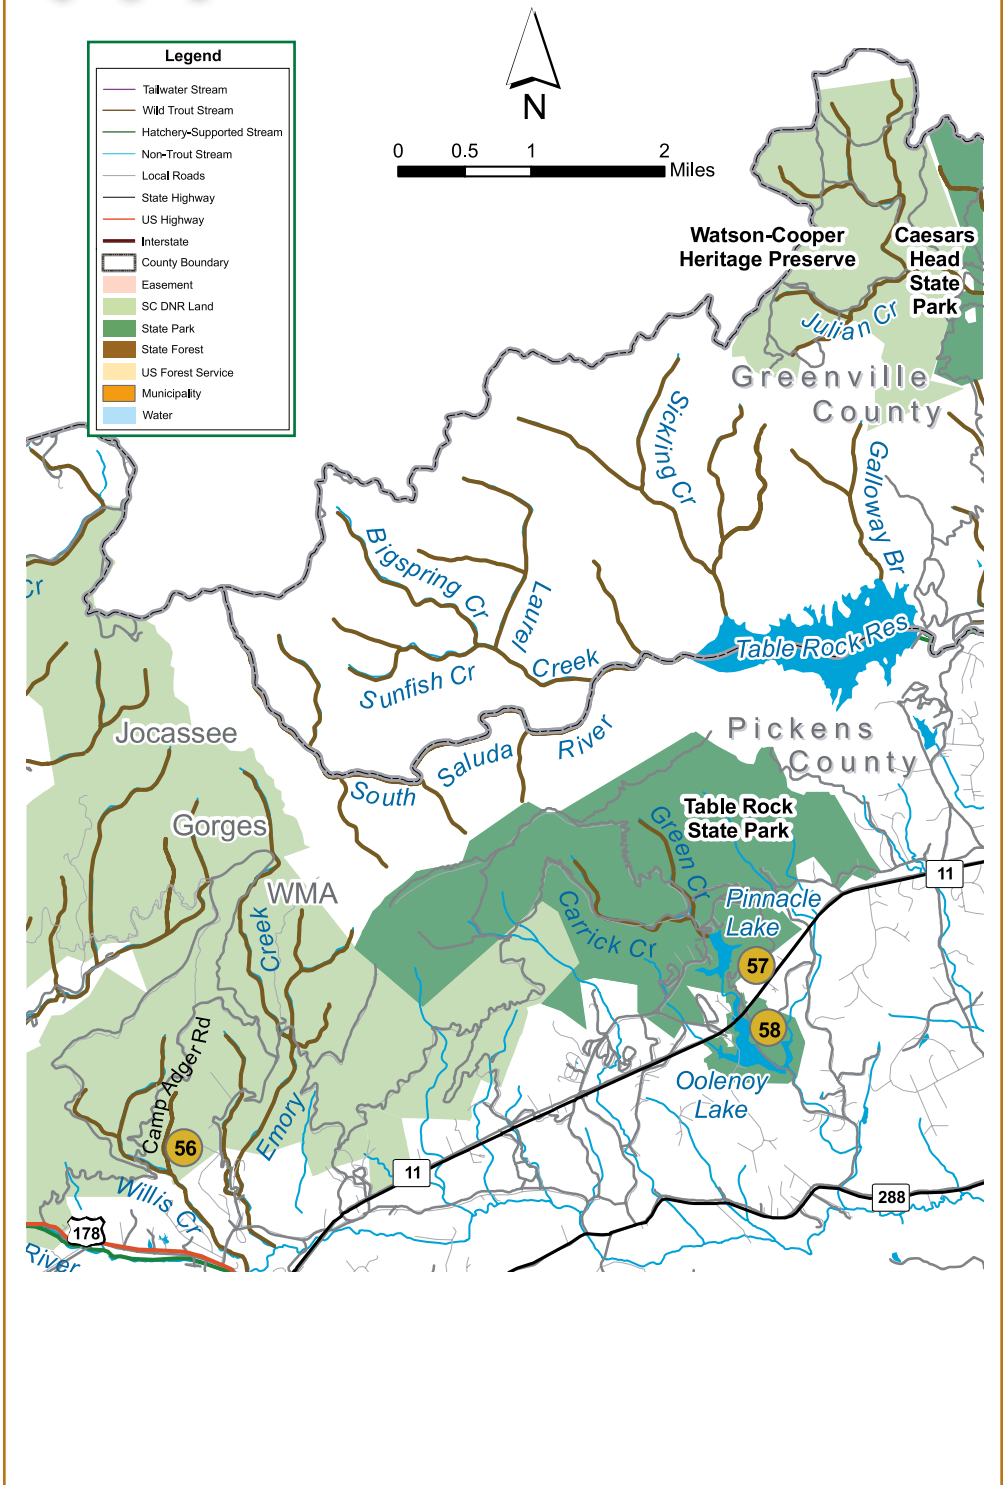 Legend
Tailwater Stream
Wild Trout Stream
Hatchery-Supported Stream
Non-Trout Stream
Local Roads
State Highway
US Highway
Interstate
County Boundary
Easement
SC DNR Land
State Park
State Forest
US Forest Service
Municipality
Water
N
0 0.5 1 2
Miles
Watson-Cooper
Heritage Preserve
Caesars
Head
State
Park
Julian Cr
Greenville
County
Sickling Cr
Galloway Br
Bigspring Cr
Laurel
Creek
Cr
Sunfish Cr
Table Rock Res
South
Saluda
River
Pickens
County
Jocassee
Gorges
WMA
Table Rock
State Park
Green Cr
Carrick Cr
Pinnacle
Lake
11
57
58
Oolenoy
Lake
Creek
Emory
Camp Adger Rd
56
Willis Cr
11
288
178
River